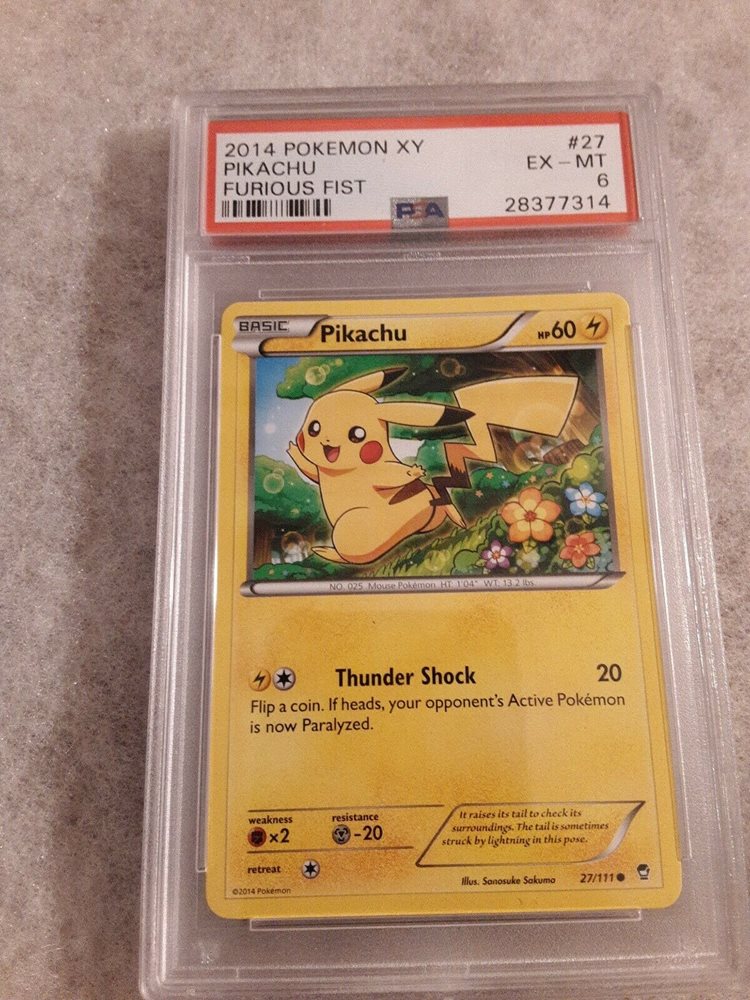 2014 POKEMON XY #27
PIKACHU EX - MT
FURIOUS FIST 6
PSA 28377314
BASIC Pikachu HP60
NO. 025 Mouse Pokémon HT: 1'04" WT: 13.2 lbs.
Thunder Shock 20
Flip a coin. If heads, your opponent's Active Pokémon
is now Paralyzed.
weakness resistance
×2 -20
retreat
It raises its tail to check its
surroundings. The tail is sometimes
struck by lightning in this pose.
©2014 Pokémon
Illus. Sanosuke Sakuma 27/111